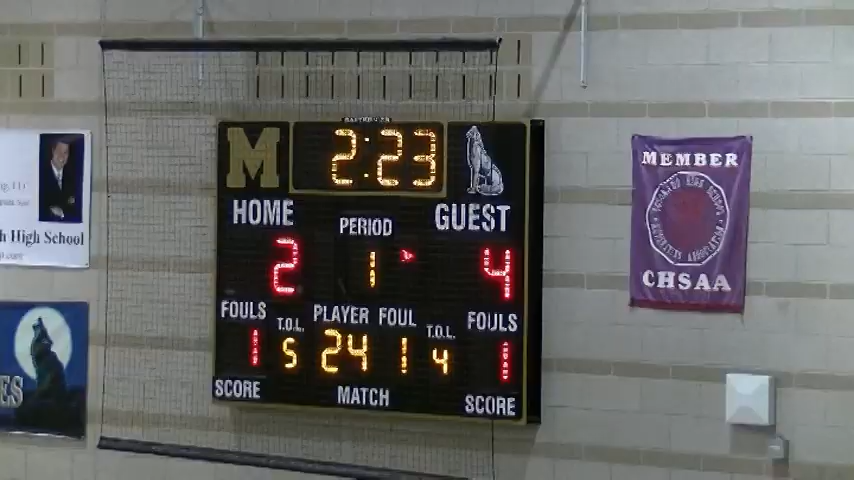 M
2:23
HOME
PERIOD
GUEST
2
1
4
FOULS
PLAYER FOUL
FOULS
T.O.L.
T.O.L.
1
5
24
1
4
1
SCORE
MATCH
SCORE
MEMBER
CHSAA
h High School
ES